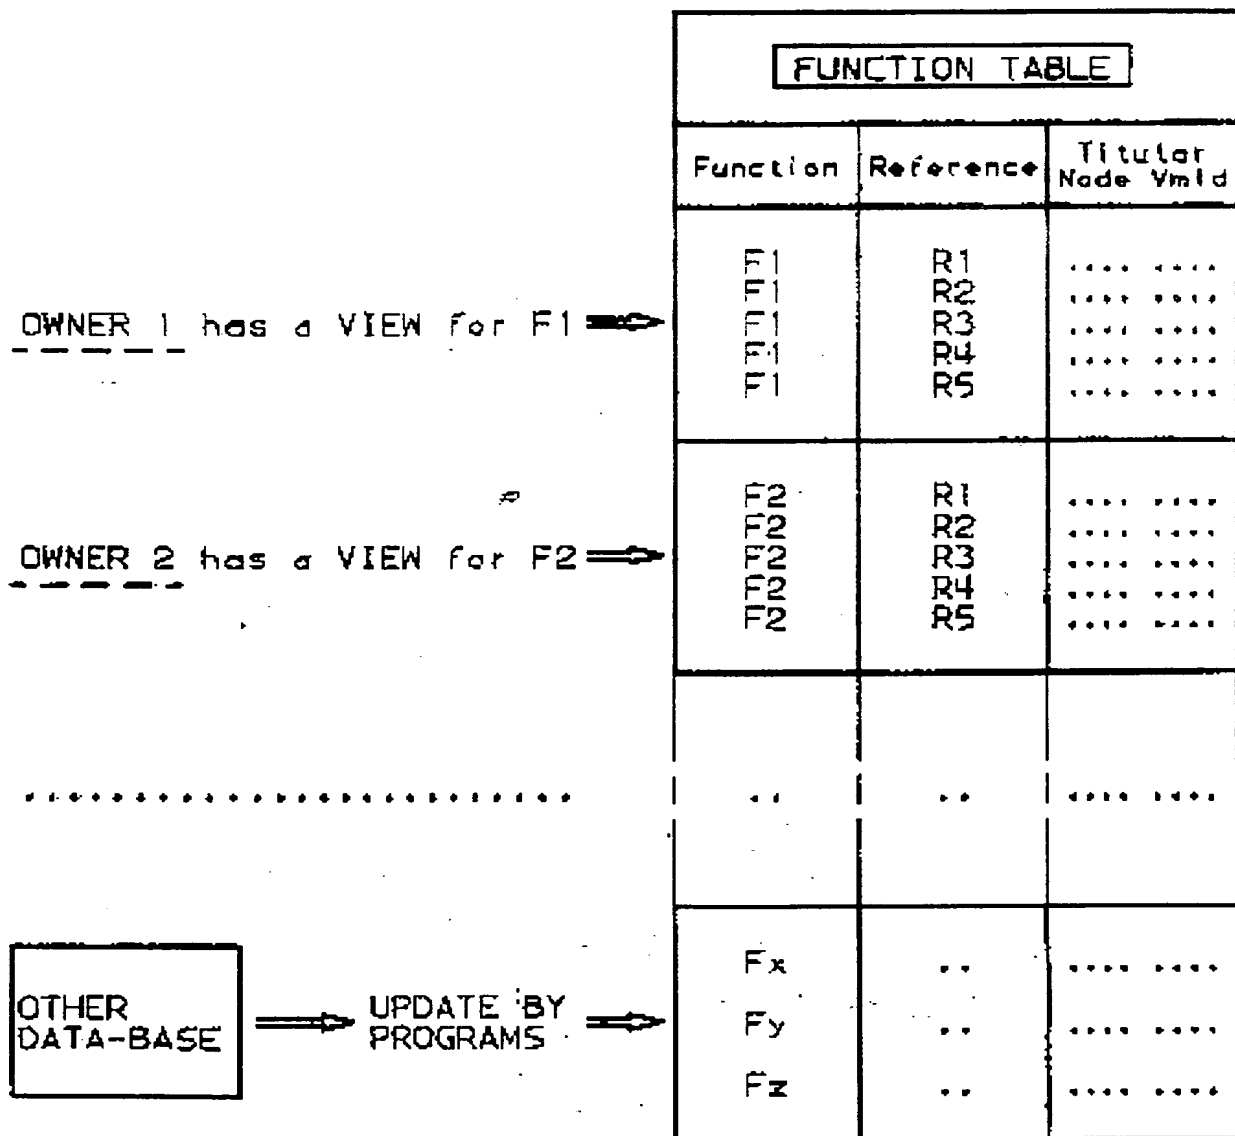 FUNCTION TABLE
Function Reference Titular Node Vmid
F1 R1 .... ....
F1 R2 .... ....
OWNER 1 has a VIEW for F1 F1 R3 .... ....
F1 R4 .... ....
F1 R5 .... ....
F2 R1 .... ....
F2 R2 .... ....
OWNER 2 has a VIEW for F2 F2 R3 .... ....
F2 R4 .... ....
F2 R5 .... ....
........................ .. .. .... ....
OTHER DATA-BASE
UPDATE BY PROGRAMS
Fx .. .... ....
Fy .. .... ....
Fz .. .... ....